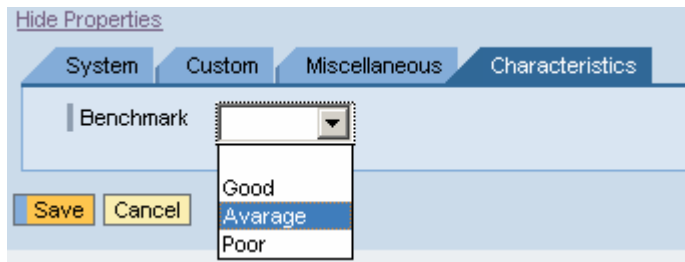 Hide Properties
System Custom Miscellaneous Characteristics
Benchmark
Good
Save Cancel Avarage
Poor